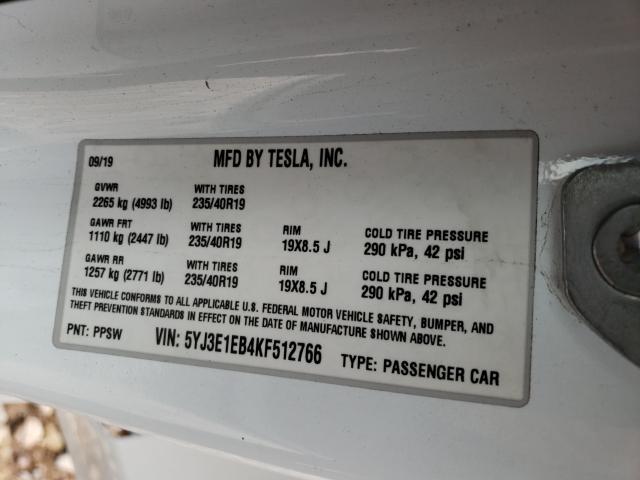 09/19 MFD BY TESLA, INC.
GVWR WITH TIRES
2265 kg (4993 lb) 235/40R19
GAWR FRT WITH TIRES RIM COLD TIRE PRESSURE
1110 kg (2447 lb) 235/40R19 19X8.5 J 290 kPa, 42 psi
GAWR RR WITH TIRES RIM COLD TIRE PRESSURE
1257 kg (2771 lb) 235/40R19 19X8.5 J 290 kPa, 42 psi
THIS VEHICLE CONFORMS TO ALL APPLICABLE U.S. FEDERAL MOTOR VEHICLE SAFETY, BUMPER, AND
THEFT PREVENTION STANDARDS IN EFFECT ON THE DATE OF MANUFACTURE SHOWN ABOVE.
PNT: PPSW VIN: 5YJ3E1EB4KF512766 TYPE: PASSENGER CAR